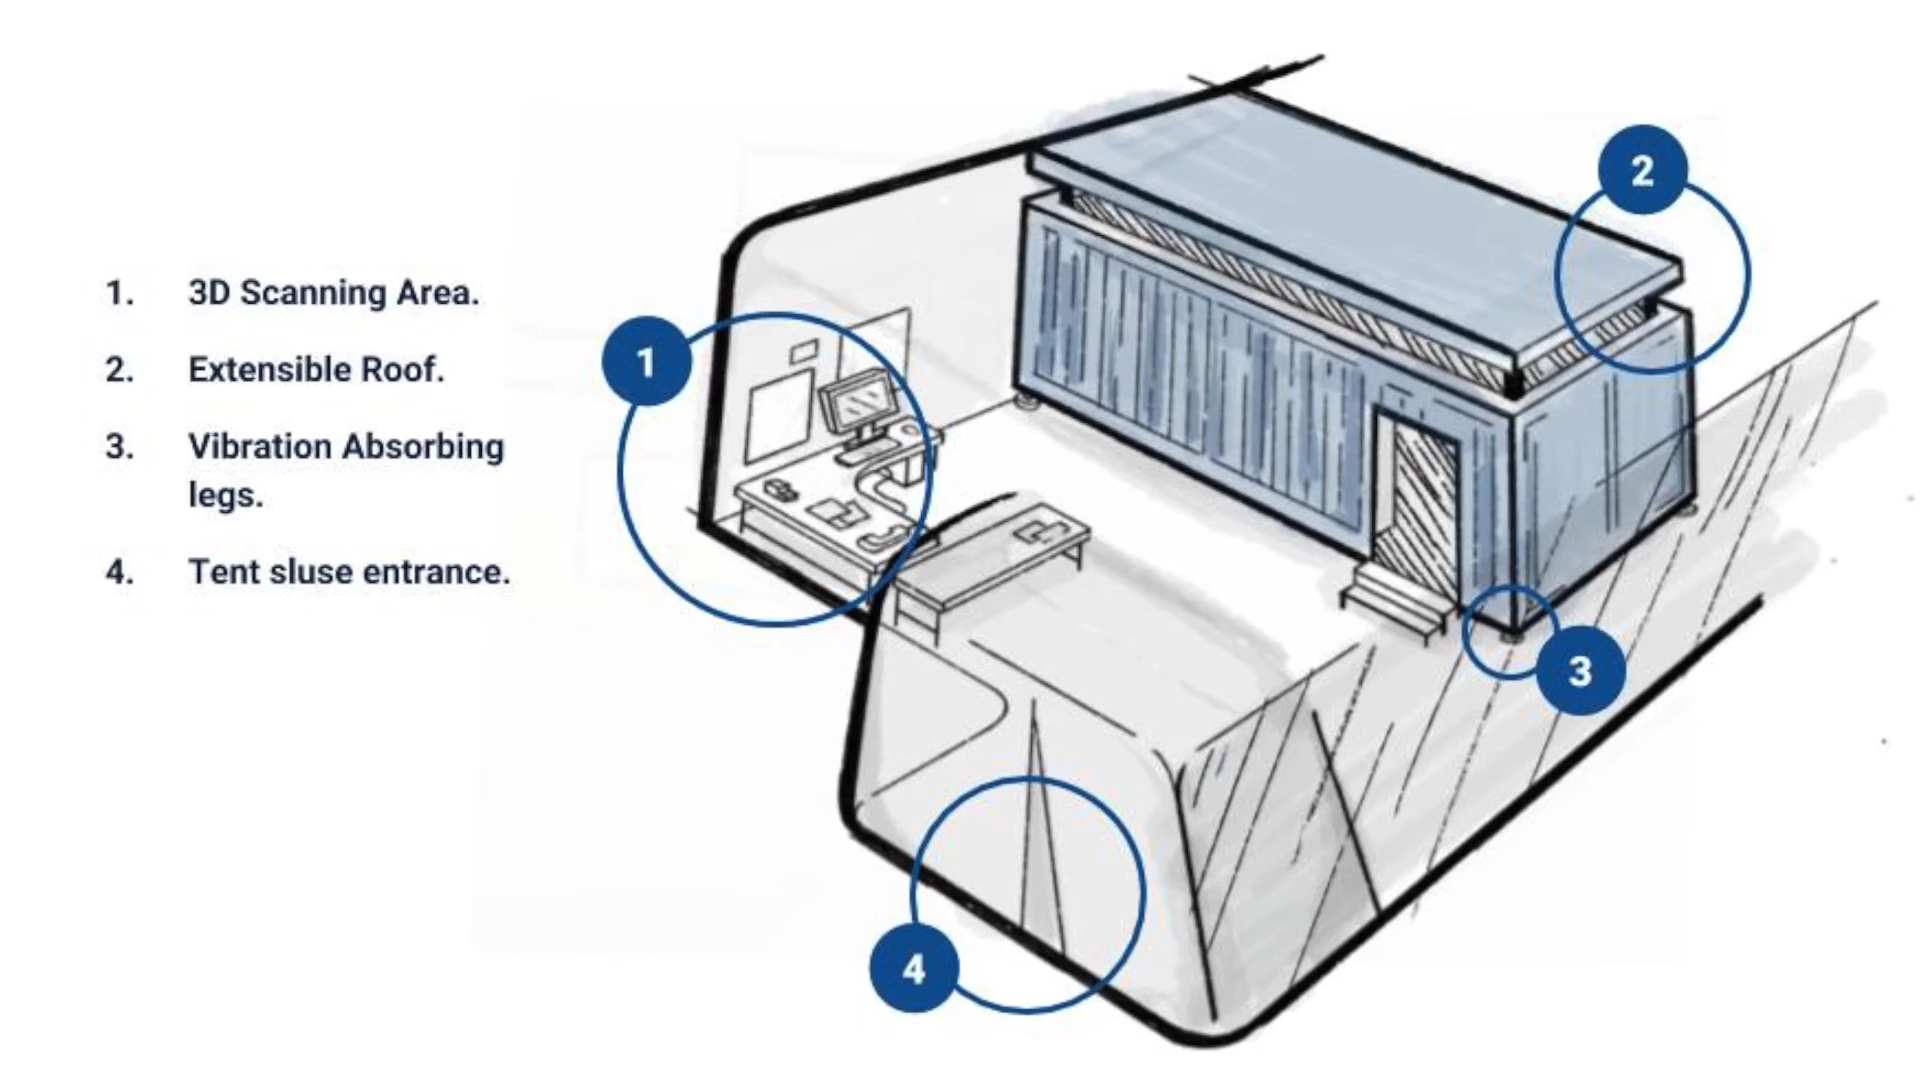 1. 3D Scanning Area.
2. Extensible Roof.
3. Vibration Absorbing
legs.
4. Tent sluse entrance.
1
2
3
4